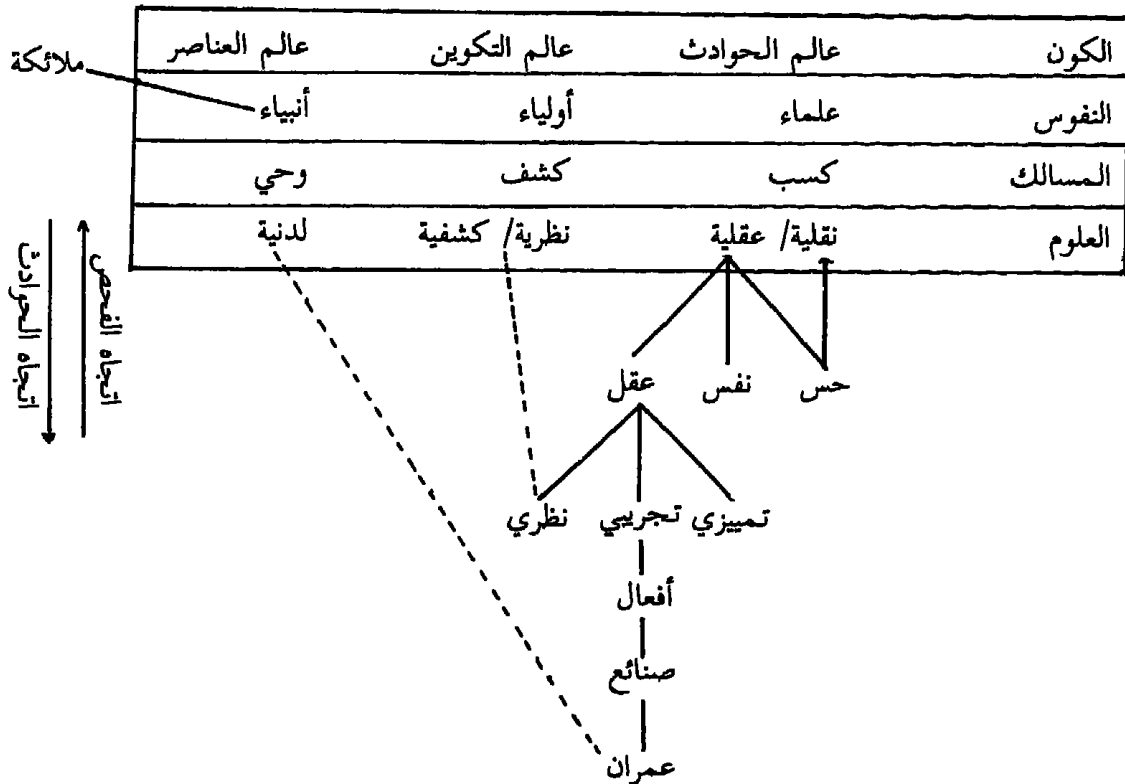 الكون عالم الحوادث عالم التكوين عالم العناصر
ملائكة
النفوس علماء أولياء أنبياء
المسالك كسب كشف وحي
العلوم نقلية/ عقلية نظرية/ كشفية لدنية
اتجاه الفحص
اتجاه الحوادث
حس نفس عقل
تمييزي تجريبي نظري
أفعال
صنائع
عمران